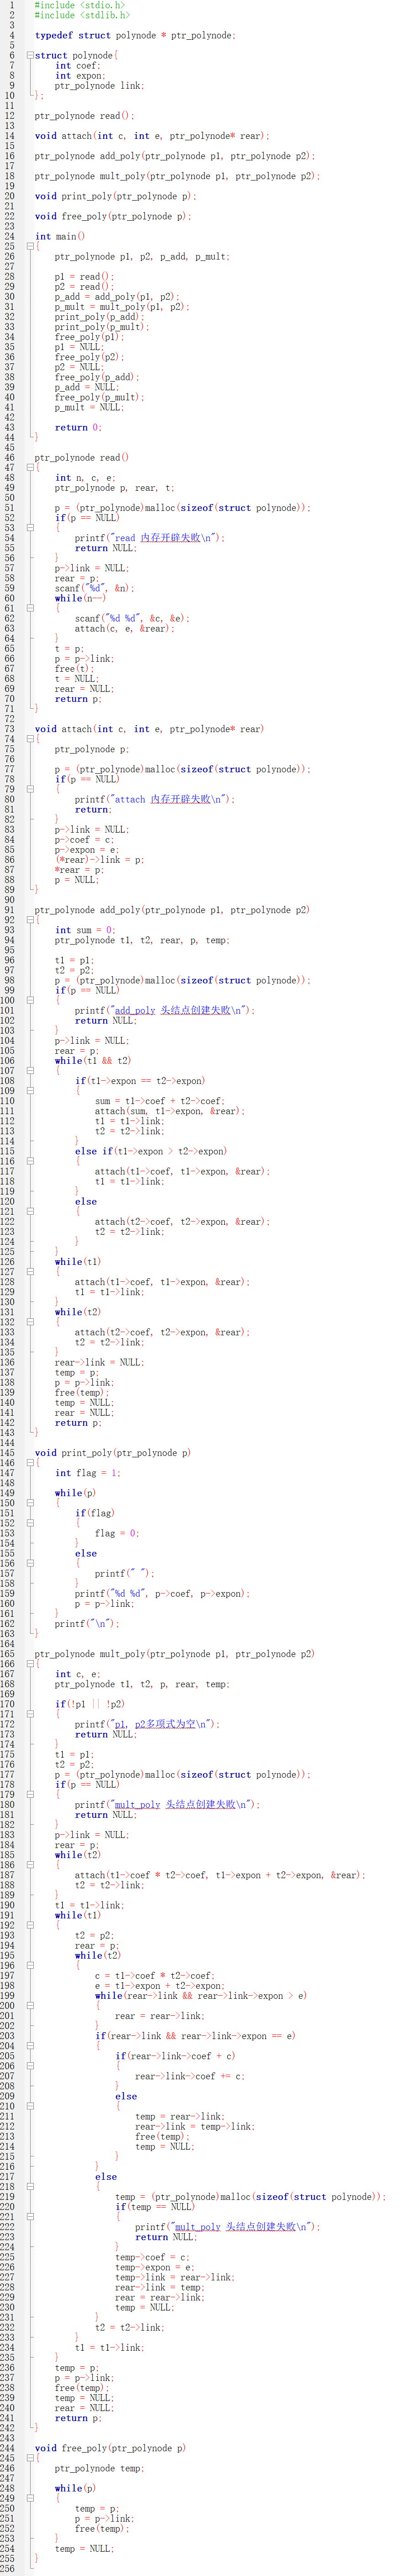 1 #include <stdio.h>
2 #include <stdlib.h>
3
4 typedef struct polynode * ptr_polynode;
5
6 struct polynode{
7     int coef;
8     int expon;
9     ptr_polynode link;
10 };
11
12 ptr_polynode read();
13
14 void attach(int c, int e, ptr_polynode* rear);
15
16 ptr_polynode add_poly(ptr_polynode p1, ptr_polynode p2);
17
18 ptr_polynode mult_poly(ptr_polynode p1, ptr_polynode p2);
19
20 void print_poly(ptr_polynode p);
21
22 void free_poly(ptr_polynode p);
23
24 int main()
25 {
26     ptr_polynode p1, p2, p_add, p_mult;
27
28     p1 = read();
29     p2 = read();
30     p_add = add_poly(p1, p2);
31     p_mult = mult_poly(p1, p2);
32     print_poly(p_add);
33     print_poly(p_mult);
34     free_poly(p1);
35     p1 = NULL;
36     free_poly(p2);
37     p2 = NULL;
38     free_poly(p_add);
39     p_add = NULL;
40     free_poly(p_mult);
41     p_mult = NULL;
42
43     return 0;
44 }
45
46 ptr_polynode read()
47 {
48     int n, c, e;
49     ptr_polynode p, rear, t;
50
51     p = (ptr_polynode)malloc(sizeof(struct polynode));
52     if(p == NULL)
53     {
54         printf("read 内存开辟失败\n");
55         return NULL;
56     }
57     p->link = NULL;
58     rear = p;
59     scanf("%d", &n);
60     while(n--)
61     {
62         scanf("%d %d", &c, &e);
63         attach(c, e, &rear);
64     }
65     t = p;
66     p = p->link;
67     free(t);
68     t = NULL;
69     rear = NULL;
70     return p;
71 }
72
73 void attach(int c, int e, ptr_polynode* rear)
74 {
75     ptr_polynode p;
76
77     p = (ptr_polynode)malloc(sizeof(struct polynode));
78     if(p == NULL)
79     {
80         printf("attach 内存开辟失败\n");
81         return;
82     }
83     p->link = NULL;
84     p->coef = c;
85     p->expon = e;
86     (*rear)->link = p;
87     *rear = p;
88     p = NULL;
89 }
90
91 ptr_polynode add_poly(ptr_polynode p1, ptr_polynode p2)
92 {
93     int sum = 0;
94     ptr_polynode t1, t2, rear, p, temp;
95
96     t1 = p1;
97     t2 = p2;
98     p = (ptr_polynode)malloc(sizeof(struct polynode));
99     if(p == NULL)
100     {
101         printf("add_poly 头结点创建失败\n");
102         return NULL;
103     }
104     p->link = NULL;
105     rear = p;
106     while(t1 && t2)
107     {
108         if(t1->expon == t2->expon)
109         {
110             sum = t1->coef + t2->coef;
111             attach(sum, t1->expon, &rear);
112             t1 = t1->link;
113             t2 = t2->link;
114         }
115         else if(t1->expon > t2->expon)
116         {
117             attach(t1->coef, t1->expon, &rear);
118             t1 = t1->link;
119         }
120         else
121         {
122             attach(t2->coef, t2->expon, &rear);
123             t2 = t2->link;
124         }
125     }
126     while(t1)
127     {
128         attach(t1->coef, t1->expon, &rear);
129         t1 = t1->link;
130     }
131     while(t2)
132     {
133         attach(t2->coef, t2->expon, &rear);
134         t2 = t2->link;
135     }
136     rear->link = NULL;
137     temp = p;
138     p = p->link;
139     free(temp);
140     temp = NULL;
141     rear = NULL;
142     return p;
143 }
144
145 void print_poly(ptr_polynode p)
146 {
147     int flag = 1;
148
149     while(p)
150     {
151         if(flag)
152         {
153             flag = 0;
154         }
155         else
156         {
157             printf(" ");
158         }
159         printf("%d %d", p->coef, p->expon);
160         p = p->link;
161     }
162     printf("\n");
163 }
164
165 ptr_polynode mult_poly(ptr_polynode p1, ptr_polynode p2)
166 {
167     int c, e;
168     ptr_polynode t1, t2, p, rear, temp;
169
170     if(!p1 || !p2)
171     {
172         printf("p1, p2多项式为空\n");
173         return NULL;
174     }
175     t1 = p1;
176     t2 = p2;
177     p = (ptr_polynode)malloc(sizeof(struct polynode));
178     if(p == NULL)
179     {
180         printf("mult_poly 头结点创建失败\n");
181         return NULL;
182     }
183     p->link = NULL;
184     rear = p;
185     while(t2)
186     {
187         attach(t1->coef * t2->coef, t1->expon + t2->expon, &rear);
188         t2 = t2->link;
189     }
190     t1 = t1->link;
191     while(t1)
192     {
193         t2 = p2;
194         rear = p;
195         while(t2)
196         {
197             c = t1->coef * t2->coef;
198             e = t1->expon + t2->expon;
199             while(rear->link && rear->link->expon > e)
200             {
201                 rear = rear->link;
202             }
203             if(rear->link && rear->link->expon == e)
204             {
205                 if(rear->link->coef + c)
206                 {
207                     rear->link->coef += c;
208                 }
209                 else
210                 {
211                     temp = rear->link;
212                     rear->link = temp->link;
213                     free(temp);
214                     temp = NULL;
215                 }
216             }
217             else
218             {
219                 temp = (ptr_polynode)malloc(sizeof(struct polynode));
220                 if(temp == NULL)
221                 {
222                     printf("mult_poly 头结点创建失败\n");
223                     return NULL;
224                 }
225                 temp->coef = c;
226                 temp->expon = e;
227                 temp->link = rear->link;
228                 rear->link = temp;
229                 rear = rear->link;
230                 temp = NULL;
231             }
232             t2 = t2->link;
233         }
234         t1 = t1->link;
235     }
236     temp = p;
237     p = p->link;
238     free(temp);
239     temp = NULL;
240     rear = NULL;
241     return p;
242 }
243
244 void free_poly(ptr_polynode p)
245 {
246     ptr_polynode temp;
247
248     while(p)
249     {
250         temp = p;
251         p = p->link;
252         free(temp);
253     }
254     temp = NULL;
255 }
256